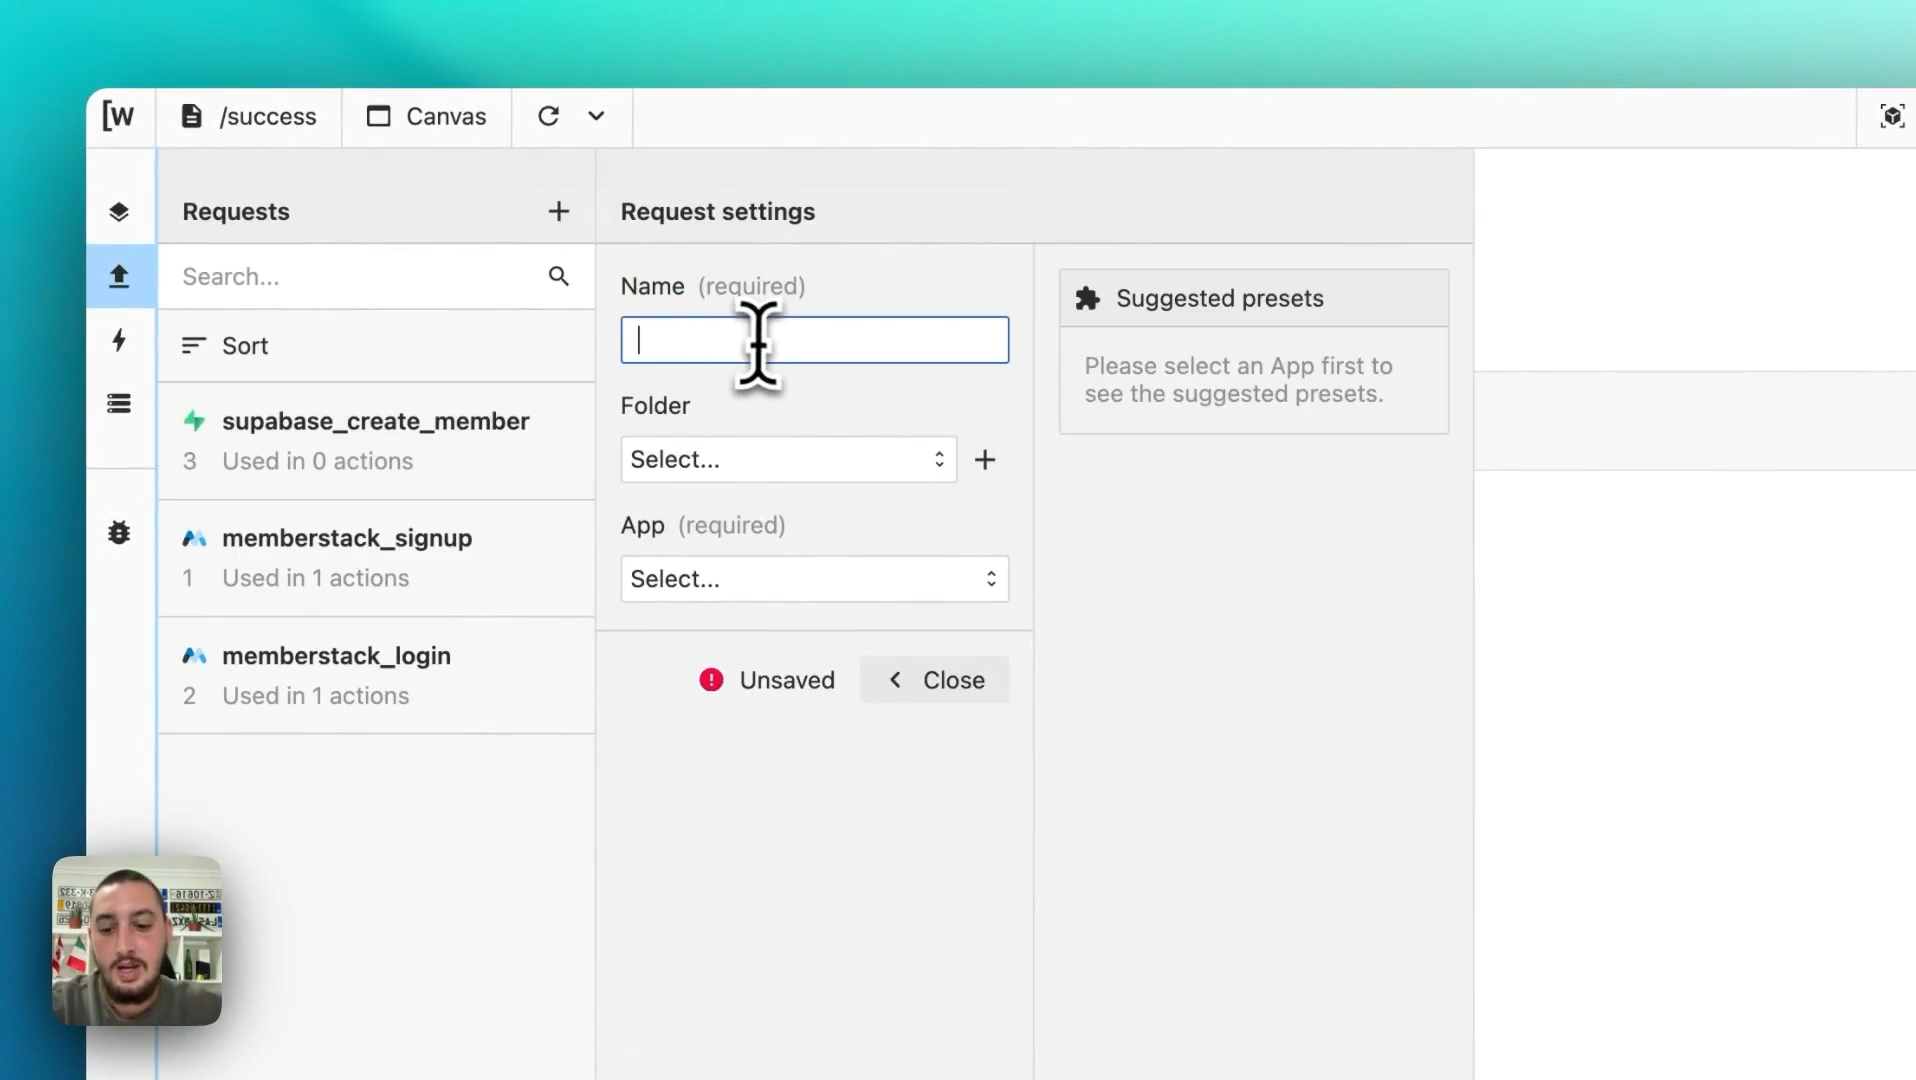 [W
/success
Canvas
Requests
Search...
Sort
supabase_create_member
3 Used in 0 actions
memberstack_signup
1 Used in 1 actions
memberstack_login
2 Used in 1 actions
Request settings
Name (required)
Folder
Select...
App (required)
Select...
Unsaved
Close
Suggested presets
Please select an App first to
see the suggested presets.